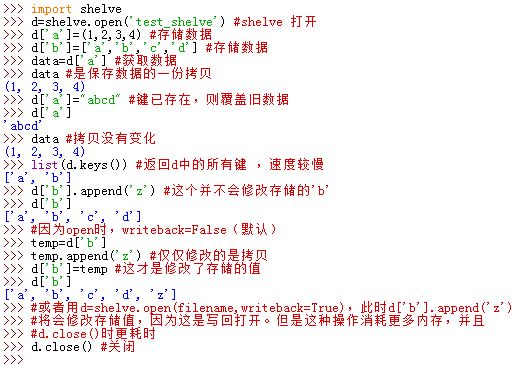 >>> import shelve
>>> d=shelve.open('test_shelve') #shelve 打开
>>> d['a']=(1,2,3,4) #存储数据
>>> d['b']=['a','b','c','d'] #存储数据
>>> data=d['a'] #获取数据
>>> data #是保存数据的一份拷贝
(1, 2, 3, 4)
>>> d['a']="abcd" #键已存在，则覆盖旧数据
>>> d['a']
'abcd'
>>> data #拷贝没有变化
(1, 2, 3, 4)
>>> list(d.keys()) #返回d中的所有键 ，速度较慢
['a', 'b']
>>> d['b'].append('z') #这个并不会修改存储的'b'
>>> d['b']
['a', 'b', 'c', 'd']
>>> #因为open时，writeback=False（默认）
>>> temp=d['b']
>>> temp.append('z') #仅仅修改的是拷贝
>>> d['b']=temp #这才是修改了存储的值
>>> d['b']
['a', 'b', 'c', 'd', 'z']
>>> #或者用d=shelve.open(filename,writeback=True)，此时d['b'].append('z')
>>> #将会修改存储值，因为这是写回打开。但是这种操作消耗更多内存，并且
>>> #d.close()时更耗时
>>> d.close() #关闭
>>>